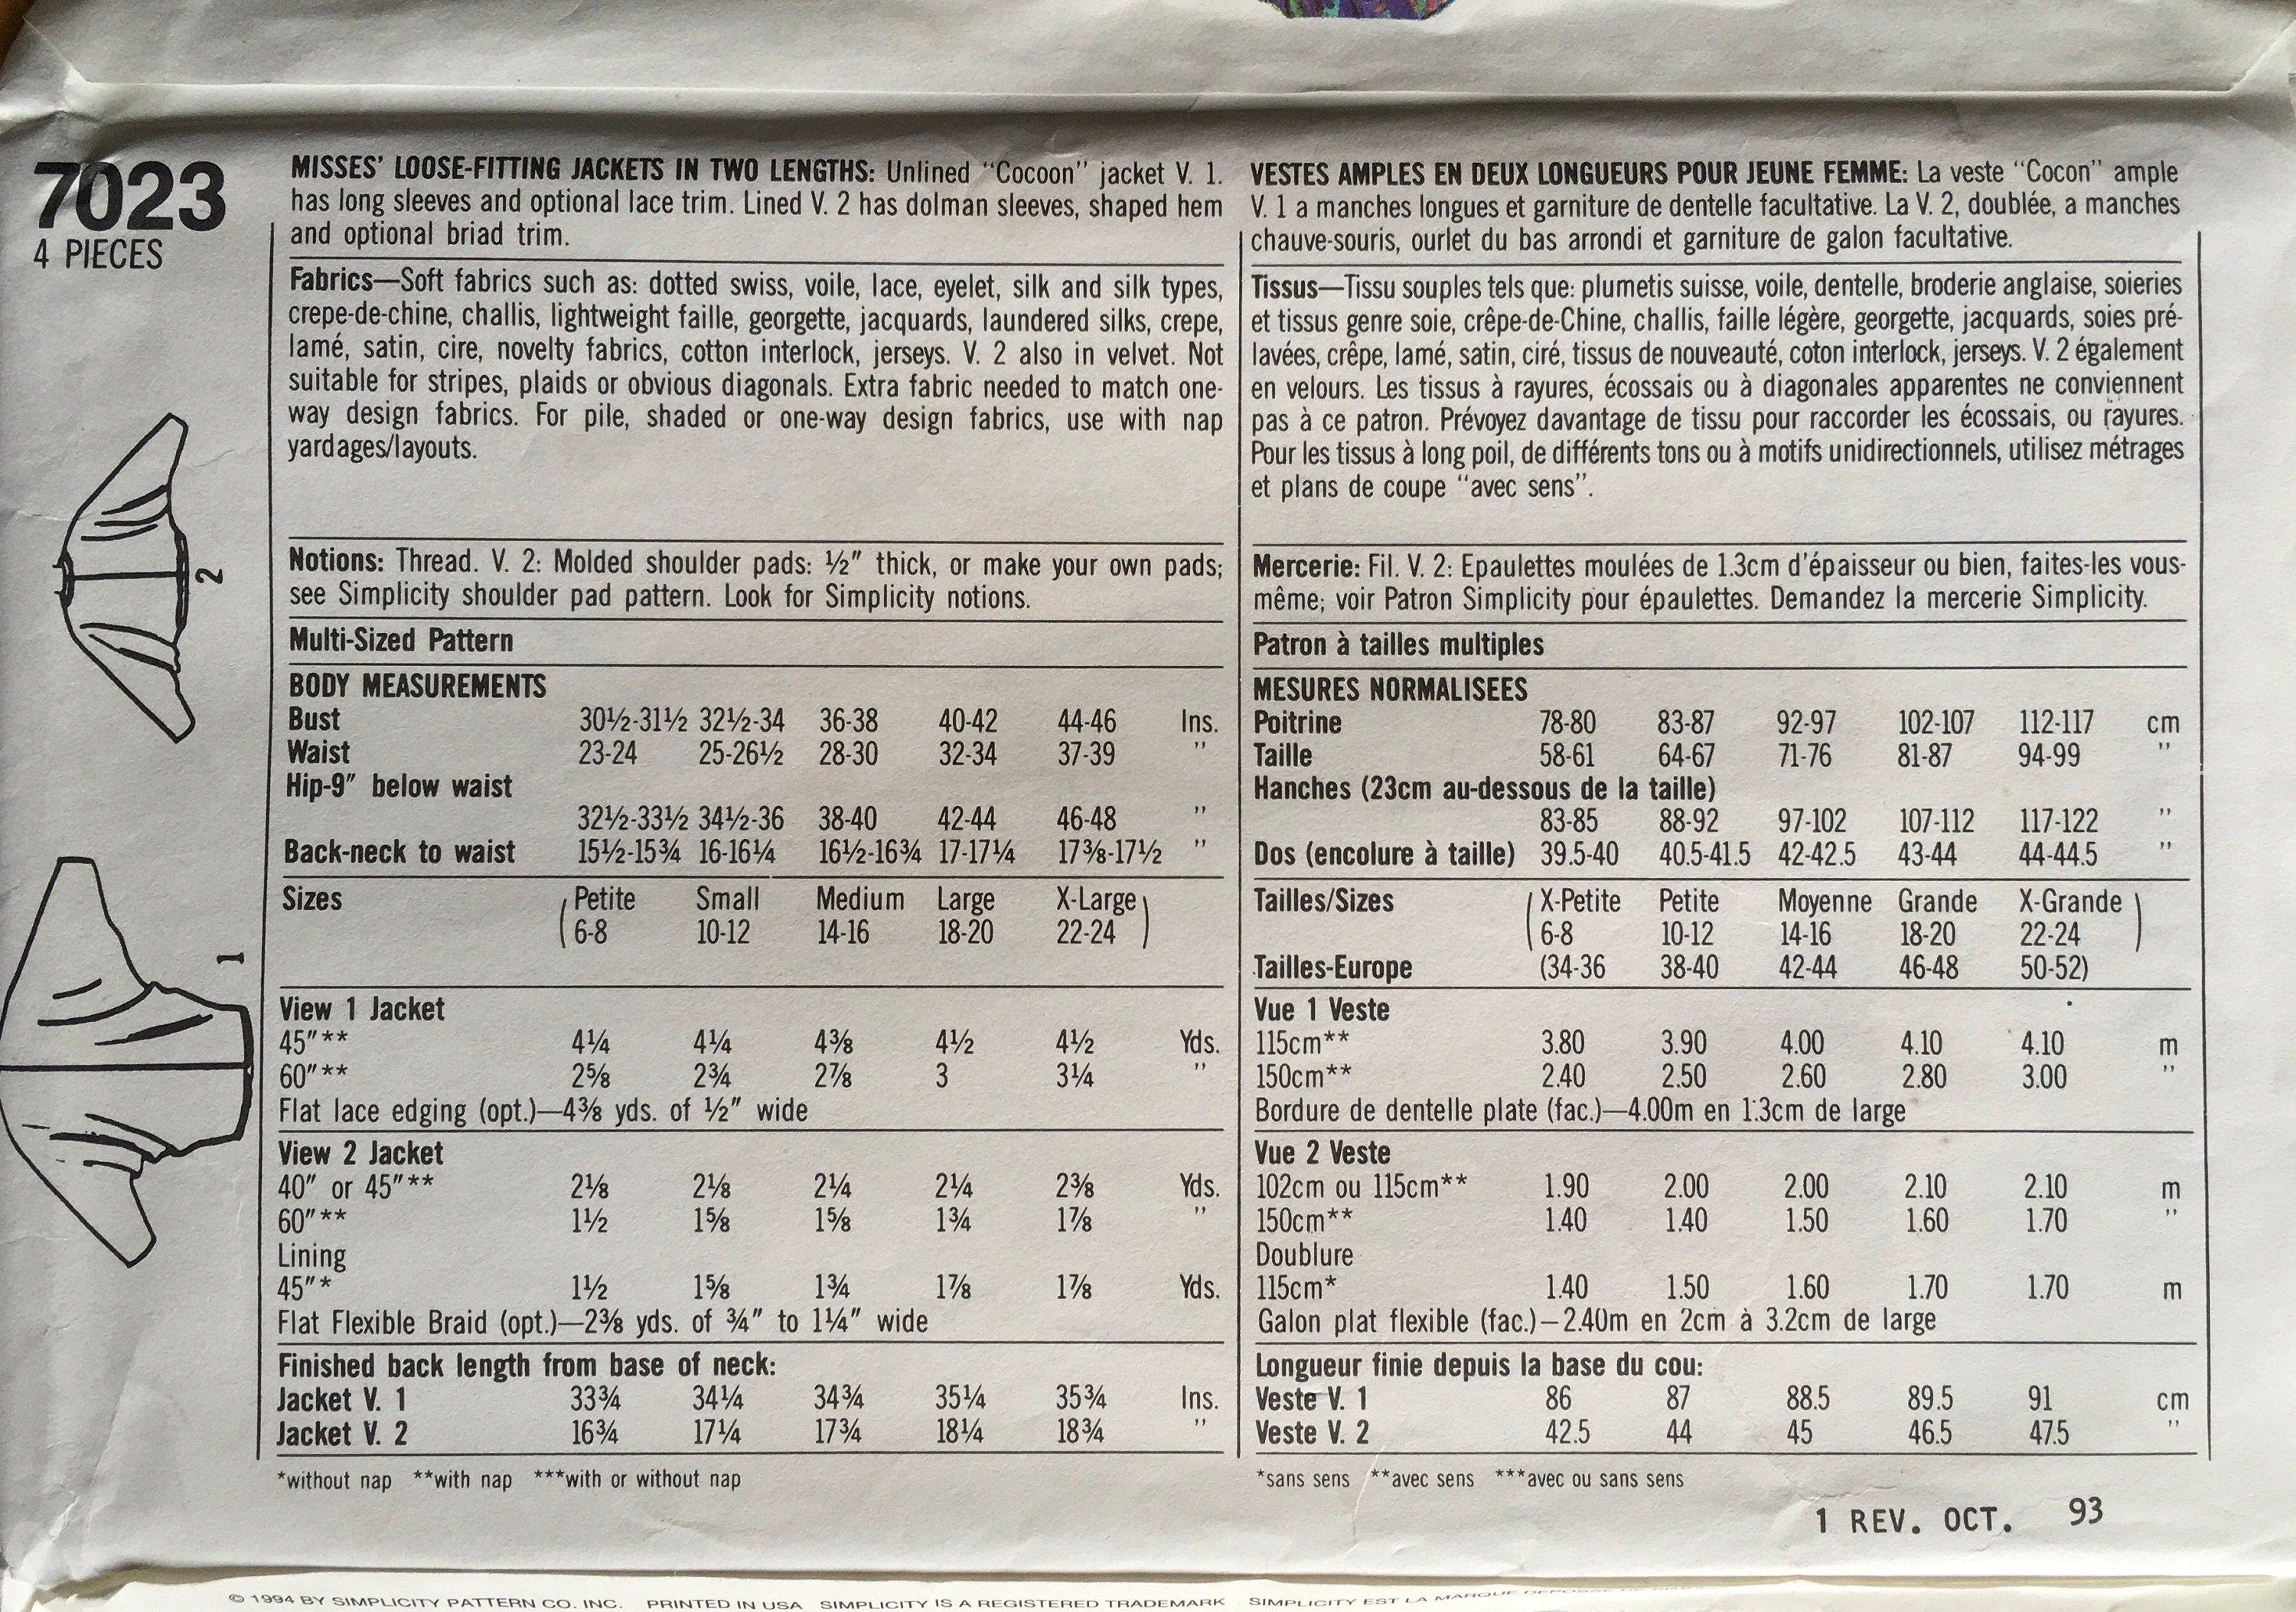 7023
4 PIECES
MISSES' LOOSE-FITTING JACKETS IN TWO LENGTHS: Unlined "Cocoon" jacket V. 1.
has long sleeves and optional lace trim. Lined V. 2 has dolman sleeves, shaped hem
and optional briad trim.
Fabrics—Soft fabrics such as: dotted swiss, voile, lace, eyelet, silk and silk types,
crepe-de-chine, challis, lightweight faille, georgette, jacquards, laundered silks, crepe,
lamé, satin, cire, novelty fabrics, cotton interlock, jerseys. V. 2 also in velvet. Not
suitable for stripes, plaids or obvious diagonals. Extra fabric needed to match one-
way design fabrics. For pile, shaded or one-way design fabrics, use with nap
yardages/layouts.
Notions: Thread. V. 2: Molded shoulder pads: ½" thick, or make your own pads;
see Simplicity shoulder pad pattern. Look for Simplicity notions.
Multi-Sized Pattern
BODY MEASUREMENTS
Bust 30½-31½ 32½-34 36-38 40-42 44-46 Ins.
Waist 23-24 25-26½ 28-30 32-34 37-39 "
Hip-9" below waist
32½-33½ 34½-36 38-40 42-44 46-48 "
Back-neck to waist 15½-15¾ 16-16¼ 16½-16¾ 17-17¼ 17⅜-17½ "
Sizes (Petite Small Medium Large X-Large)
(6-8 10-12 14-16 18-20 22-24)
View 1 Jacket
45"** 4¼ 4¼ 4⅜ 4½ 4½ Yds.
60"** 2⅝ 2¾ 2⅞ 3 3¼ "
Flat lace edging (opt.)—4⅜ yds. of ½" wide
View 2 Jacket
40" or 45"** 2⅛ 2⅛ 2¼ 2¼ 2⅜ Yds.
60"** 1½ 1⅝ 1⅝ 1¾ 1⅞ "
Lining
45"* 1½ 1⅝ 1¾ 1⅞ 1⅞ Yds.
Flat Flexible Braid (opt.)—2⅜ yds. of ¾" to 1¼" wide
Finished back length from base of neck:
Jacket V. 1 33¾ 34¼ 34¾ 35¼ 35¾ Ins.
Jacket V. 2 16¾ 17¼ 17¾ 18¼ 18¾ "
*without nap **with nap ***with or without nap
VESTES AMPLES EN DEUX LONGUEURS POUR JEUNE FEMME: La veste "Cocon" ample
V. 1 a manches longues et garniture de dentelle facultative. La V. 2, doublée, a manches
chauve-souris, ourlet du bas arrondi et garniture de galon facultative.
Tissus—Tissu souples tels que: plumetis suisse, voile, dentelle, broderie anglaise, soieries
et tissus genre soie, crêpe-de-Chine, challis, faille légère, georgette, jacquards, soies pré-
lavées, crêpe, lamé, satin, ciré, tissus de nouveauté, coton interlock, jerseys. V. 2 également
en velours. Les tissus à rayures, écossais ou à diagonales apparentes ne conviennent
pas à ce patron. Prévoyez davantage de tissu pour raccorder les écossais, ou rayures.
Pour les tissus à long poil, de différents tons ou à motifs unidirectionnels, utilisez métrages
et plans de coupe "avec sens".
Mercerie: Fil. V. 2: Epaulettes moulées de 1.3cm d'épaisseur ou bien, faites-les vous-
même; voir Patron Simplicity pour épaulettes. Demandez la mercerie Simplicity.
Patron à tailles multiples
MESURES NORMALISEES
Poitrine 78-80 83-87 92-97 102-107 112-117 cm
Taille 58-61 64-67 71-76 81-87 94-99 "
Hanches (23cm au-dessous de la taille)
83-85 88-92 97-102 107-112 117-122 "
Dos (encolure à taille) 39.5-40 40.5-41.5 42-42.5 43-44 44-44.5 "
Tailles/Sizes (X-Petite Petite Moyenne Grande X-Grande)
(6-8 10-12 14-16 18-20 22-24)
Tailles-Europe (34-36 38-40 42-44 46-48 50-52)
Vue 1 Veste
115cm** 3.80 3.90 4.00 4.10 4.10 m
150cm** 2.40 2.50 2.60 2.80 3.00 "
Bordure de dentelle plate (fac.)—4.00m en 1.3cm de large
Vue 2 Veste
102cm ou 115cm** 1.90 2.00 2.00 2.10 2.10 m
150cm** 1.40 1.40 1.50 1.60 1.70 "
Doublure
115cm* 1.40 1.50 1.60 1.70 1.70 m
Galon plat flexible (fac.)—2.40m en 2cm à 3.2cm de large
Longueur finie depuis la base du cou:
Veste V. 1 86 87 88.5 89.5 91 cm
Veste V. 2 42.5 44 45 46.5 47.5 "
*sans sens **avec sens ***avec ou sans sens
2
1
1 REV. OCT. 93
© 1994 BY SIMPLICITY PATTERN CO. INC. PRINTED IN USA SIMPLICITY IS A REGISTERED TRADEMARK SIMPLICITY EST LA MARQUE